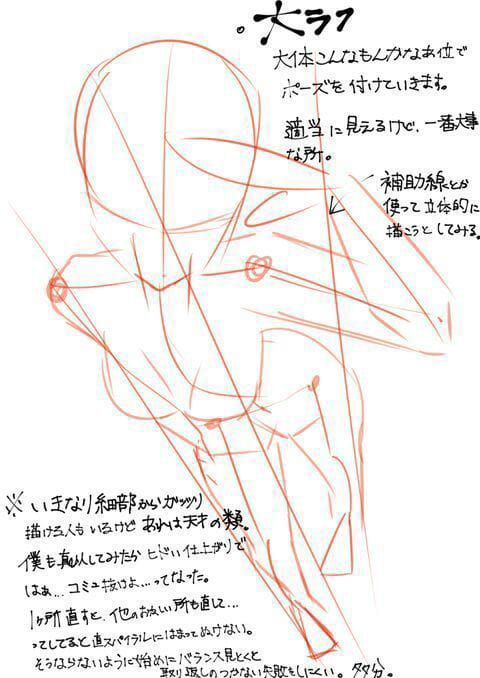 。大ラフ
大体こんなもんかなあ位で
ポーズを付けていきます。
適当に見えるけど、一番大事
な所。
補助線とか
使って立体的に
描こうとしてみる。
※いきなり細部からガッツリ
描ける人もいるけどあれは天才の類。
僕も真似してみたがヒドい仕上がりで
はぁ…コミュ抜けよ…ってなった。
1ヶ所直すと、他のおかしい所も直して…
ってしてると直スパイラルにはまってぬけない。
そうならないように始めにバランス見とくと
取り返しのつかない失敗もしにくい。多分。